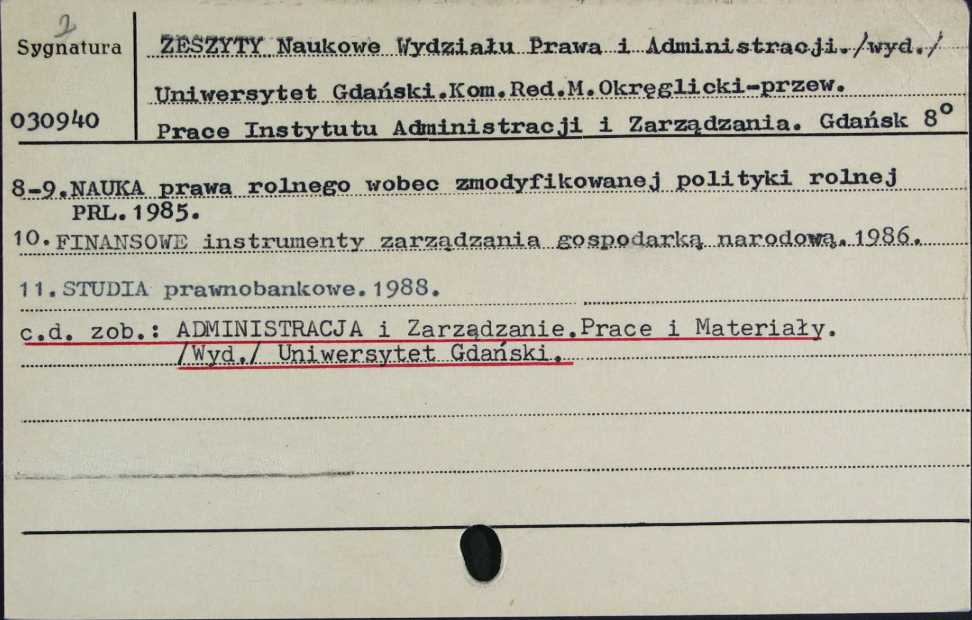 2
Sygnatura
030940
ZESZYTY Naukowe Wydziału Prawa i Administracji./wyd./
Uniwersytet Gdański.Kom.Red.M.Okręglicki-przew.
Prace Instytutu Administracji i Zarządzania. Gdańsk 8°
8-9.NAUKA prawa rolnego wobec zmodyfikowanej polityki rolnej
PRL.1985.
10.FINANSOWE instrumenty zarządzania gospodarką narodową.1986.
11.STUDIA prawnobankowe.1988.
c.d. zob.: ADMINISTRACJA i Zarządzanie.Prace i Materiały.
/Wyd./ Uniwersytet Gdański.